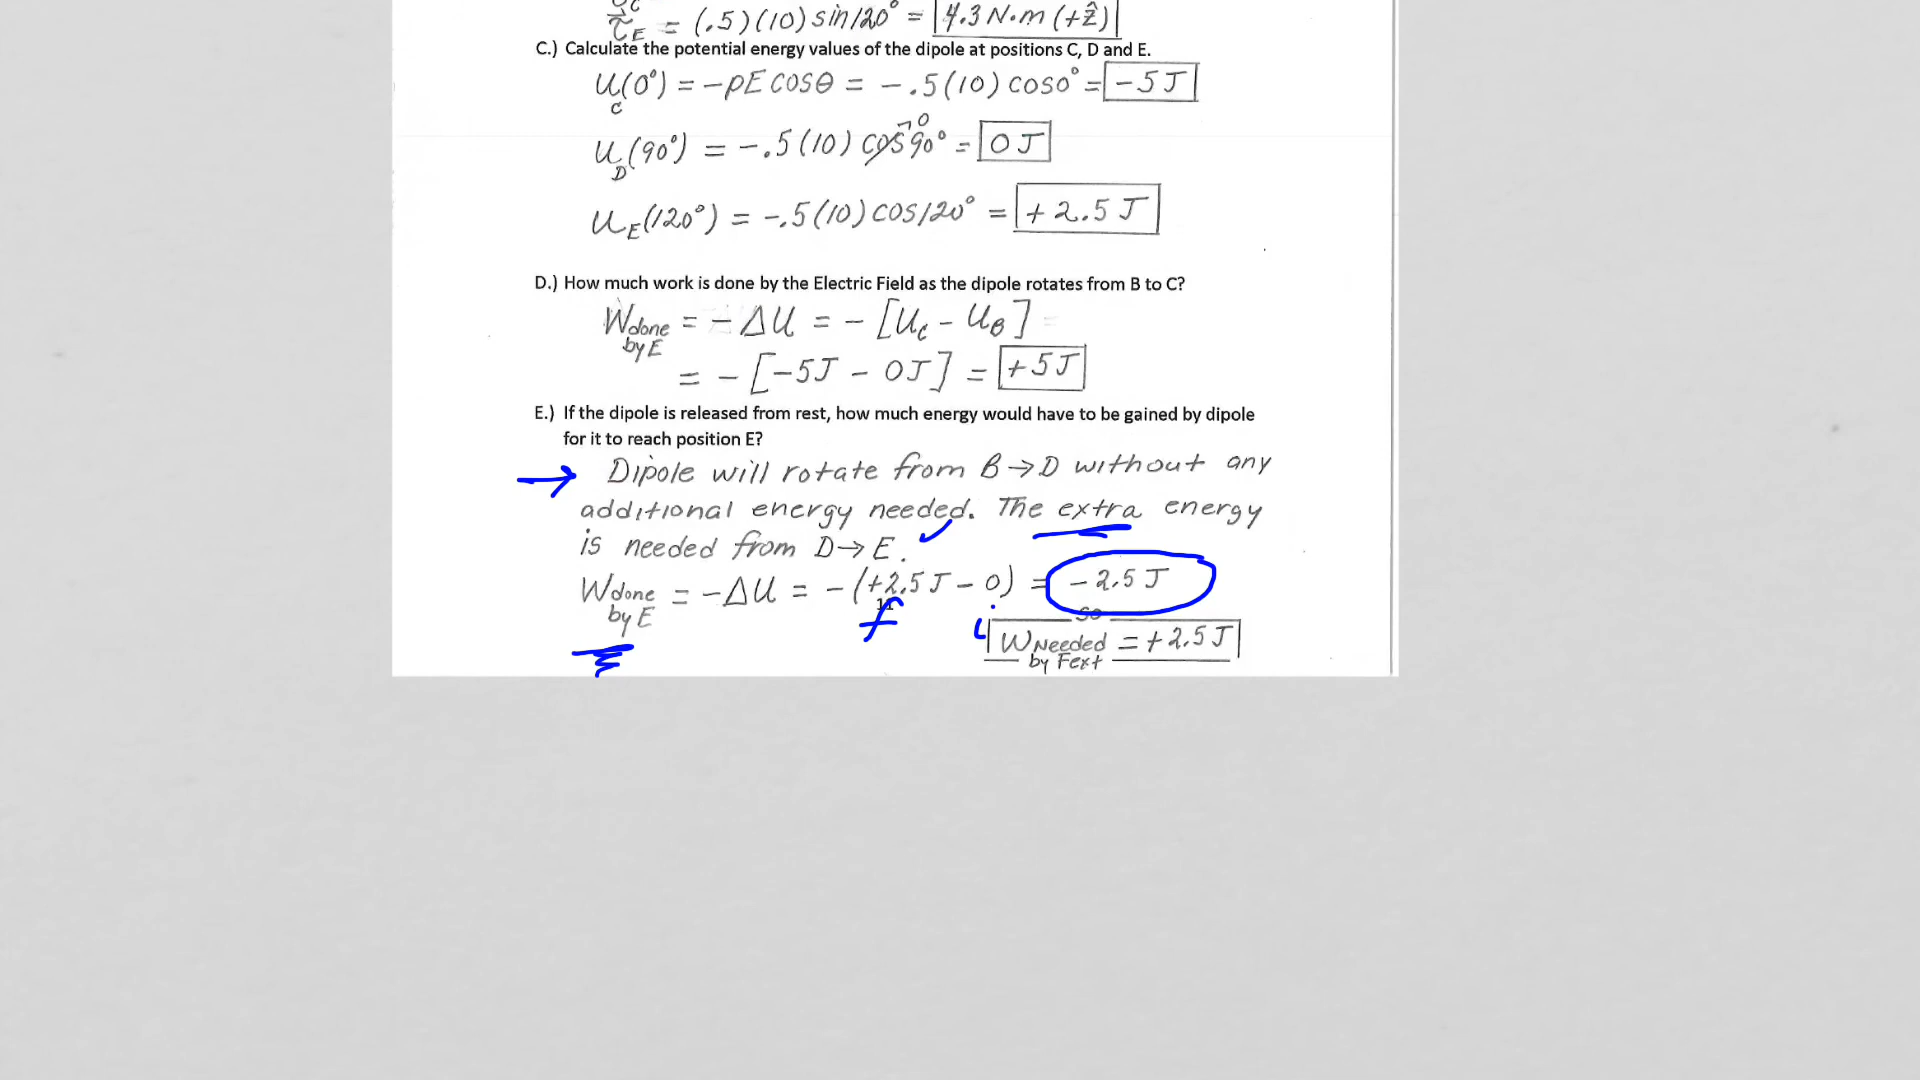 τ⃗E = (.5)(10) sin120° = 4.3 N·m (+ẑ)
C.) Calculate the potential energy values of the dipole at positions C, D and E.
UC(0°) = -pE cosθ = -.5(10) cos0° = -5 J
UD(90°) = -.5(10) cos90°→0 = 0 J
UE(120°) = -.5(10) cos120° = +2.5 J
D.) How much work is done by the Electric Field as the dipole rotates from B to C?
Wdone by E = -ΔU = -[UC - UB]
= -[-5J - 0J] = +5J
E.) If the dipole is released from rest, how much energy would have to be gained by dipole
for it to reach position E?
→ Dipole will rotate from B→D without any
additional energy needed. The extra energy
is needed from D→E.
Wdone by E = -ΔU = -(+2.5J - 0) = -2.5 J
f i
so
WNeeded by Fext = +2.5 J